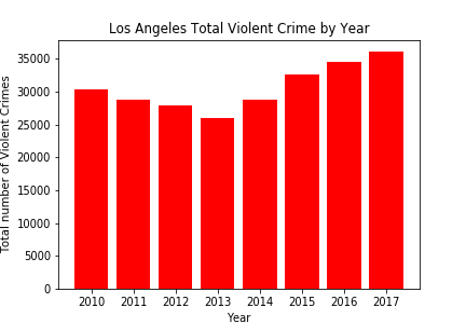 Los Angeles Total Violent Crime by Year
Total number of Violent Crimes
35000
30000
25000
20000
15000
10000
5000
0
2010 2011 2012 2013 2014 2015 2016 2017
Year